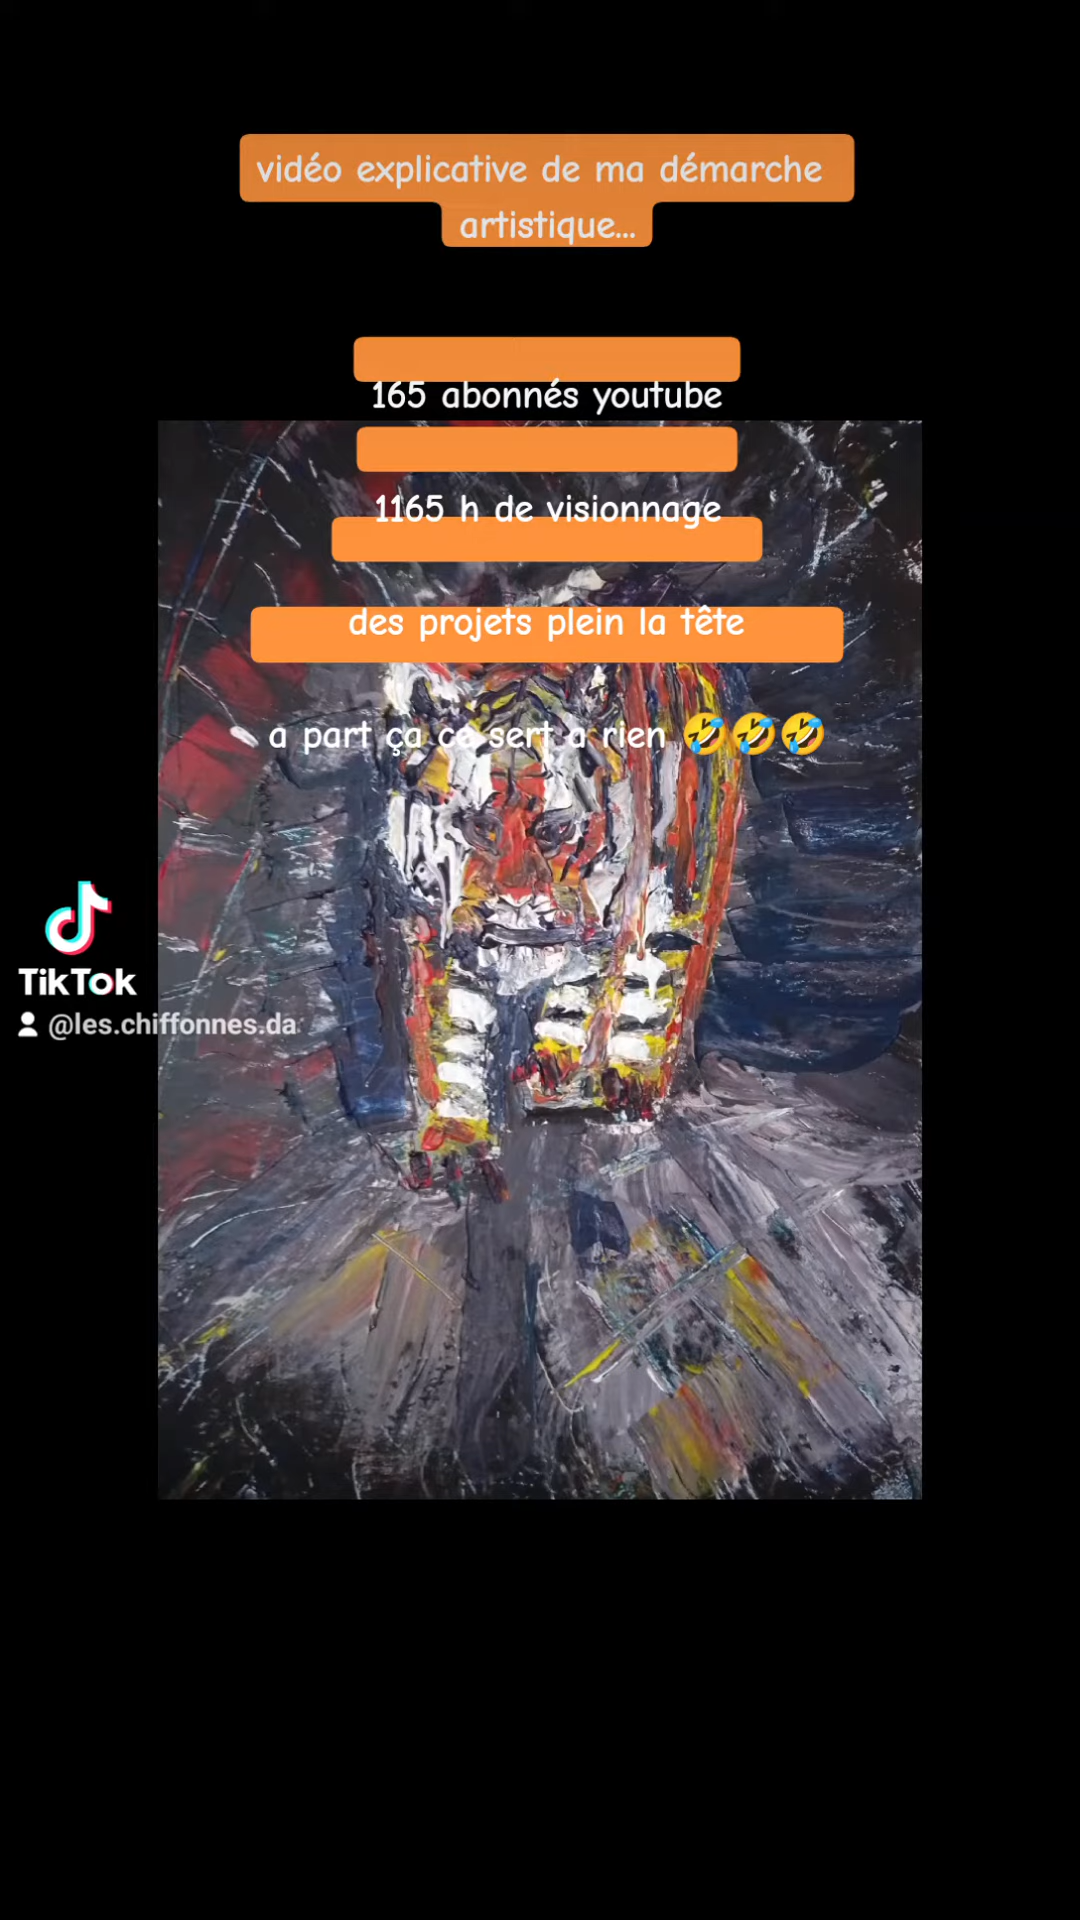 vidéo explicative de ma démarche
artistique...
165 abonnés youtube
1165 h de visionnage
des projets plein la tête
a part ça ça sert a rien 🤣🤣🤣
TikTok
@les.chiffonnes.da